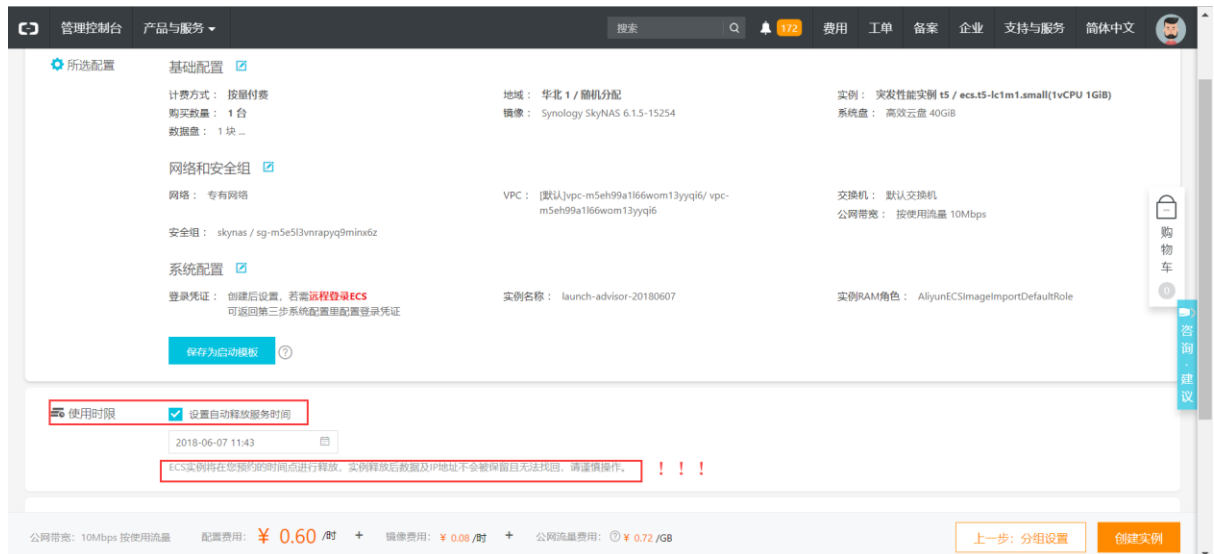 管理控制台 产品与服务 搜索 172 费用 工单 备案 企业 支持与服务 简体中文
所选配置
基础配置
计费方式： 按量付费 地域： 华北 1 / 随机分配 实例： 突发性能实例 t5 / ecs.t5-lc1m1.small(1vCPU 1GiB)
购买数量： 1 台 镜像： Synology SkyNAS 6.1.5-15254 系统盘： 高效云盘 40GiB
数据盘： 1 块 ...
网络和安全组
网络： 专有网络 VPC： [默认]vpc-m5eh99a1l66wom13yyqi6/ vpc- 交换机： 默认交换机
m5eh99a1l66wom13yyqi6 公网带宽： 按使用流量 10Mbps
安全组： skynas / sg-m5e5l3vnrapyq9minx6z
系统配置
登录凭证： 创建后设置，若需远程登录ECS 实例名称： launch-advisor-20180607 实例RAM角色： AliyunECSImageImportDefaultRole
可返回第三步系统配置里配置登录凭证
保存为启动模板 ?
购物车
0
咨询·建议
使用时限 设置自动释放服务时间
2018-06-07 11:43
ECS实例将在您预约的时间点进行释放，实例释放后数据及IP地址不会被保留且无法找回，请谨慎操作。 ！！！
公网带宽：10Mbps 按使用流量 配置费用：¥ 0.60 /时 + 镜像费用：¥ 0.08 /时 + 公网流量费用：? ¥ 0.72 /GB 上一步：分组设置 创建实例